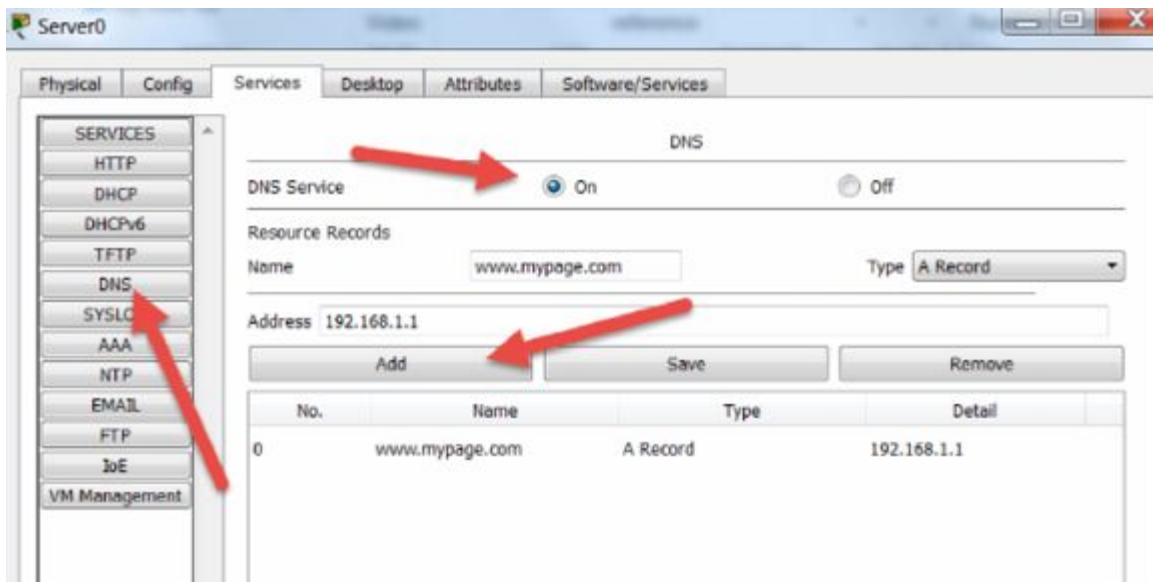 Server0
Physical Config Services Desktop Attributes Software/Services
SERVICES
HTTP
DHCP
DHCPv6
TFTP
DNS
SYSLO
AAA
NTP
EMAIL
FTP
IoE
VM Management
DNS
DNS Service On Off
Resource Records
Name www.mypage.com Type A Record
Address 192.168.1.1
Add Save Remove
No. Name Type Detail
0 www.mypage.com A Record 192.168.1.1